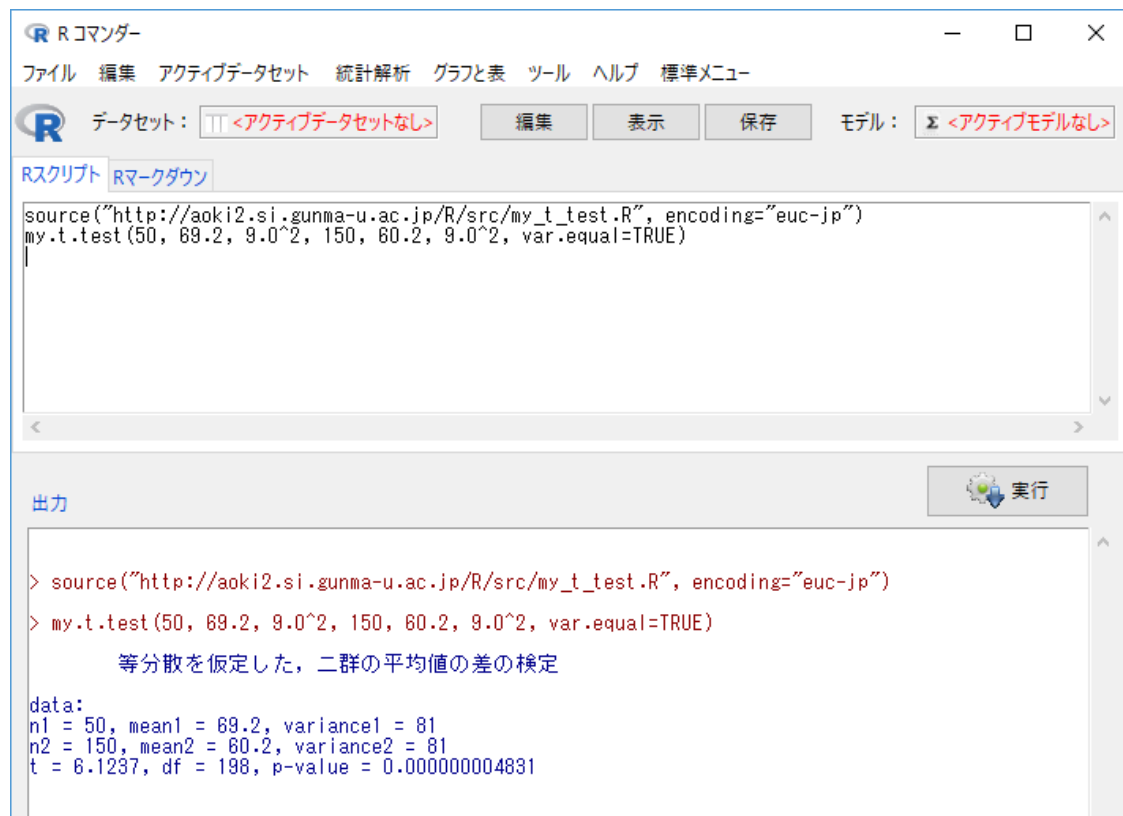 R コマンダー
ファイル 編集 アクティブデータセット 統計解析 グラフと表 ツール ヘルプ 標準メニュー
データセット： <アクティブデータセットなし> 編集 表示 保存 モデル： Σ <アクティブモデルなし>
Rスクリプト Rマークダウン
source("http://aoki2.si.gunma-u.ac.jp/R/src/my_t_test.R", encoding="euc-jp")
my.t.test(50, 69.2, 9.0^2, 150, 60.2, 9.0^2, var.equal=TRUE)
実行
出力
> source("http://aoki2.si.gunma-u.ac.jp/R/src/my_t_test.R", encoding="euc-jp")
> my.t.test(50, 69.2, 9.0^2, 150, 60.2, 9.0^2, var.equal=TRUE)
等分散を仮定した，二群の平均値の差の検定
data:
n1 = 50, mean1 = 69.2, variance1 = 81
n2 = 150, mean2 = 60.2, variance2 = 81
t = 6.1237, df = 198, p-value = 0.000000004831